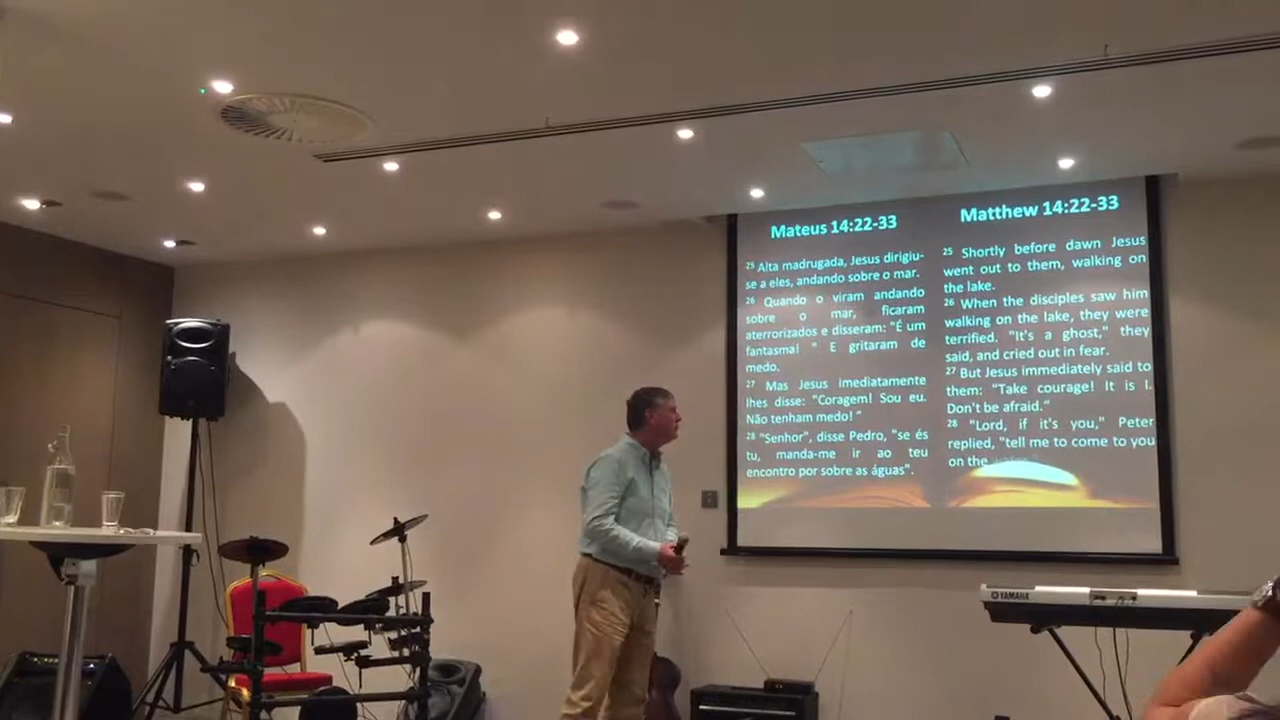 Mateus 14:22-33
25 Alta madrugada, Jesus dirigiu-
se a eles, andando sobre o mar.
26 Quando o viram andando
sobre o mar, ficaram
aterrorizados e disseram: "É um
fantasma! " E gritaram de
medo.
27 Mas Jesus imediatamente
lhes disse: "Coragem! Sou eu.
Não tenham medo! "
28 "Senhor", disse Pedro, "se és
tu, manda-me ir ao teu
encontro por sobre as águas".
Matthew 14:22-33
25 Shortly before dawn Jesus
went out to them, walking on
the lake.
26 When the disciples saw him
walking on the lake, they were
terrified. "It's a ghost," they
said, and cried out in fear.
27 But Jesus immediately said to
them: "Take courage! It is I.
Don't be afraid."
28 "Lord, if it's you," Peter
replied, "tell me to come to you
on the
YAMAHA